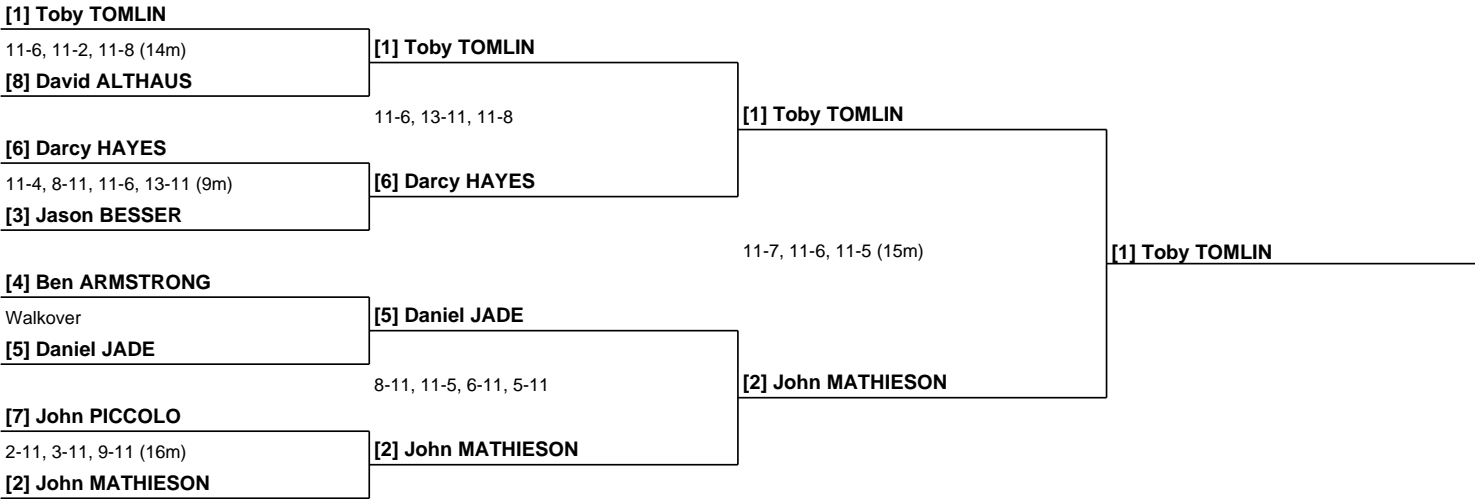 [1] Toby TOMLIN
11-6, 11-2, 11-8 (14m)
[8] David ALTHAUS
[1] Toby TOMLIN
11-6, 13-11, 11-8
[6] Darcy HAYES
11-4, 8-11, 11-6, 13-11 (9m)
[3] Jason BESSER
[6] Darcy HAYES
[1] Toby TOMLIN
11-7, 11-6, 11-5 (15m)
[1] Toby TOMLIN
[4] Ben ARMSTRONG
Walkover
[5] Daniel JADE
[5] Daniel JADE
8-11, 11-5, 6-11, 5-11
[2] John MATHIESON
[7] John PICCOLO
2-11, 3-11, 9-11 (16m)
[2] John MATHIESON
[2] John MATHIESON